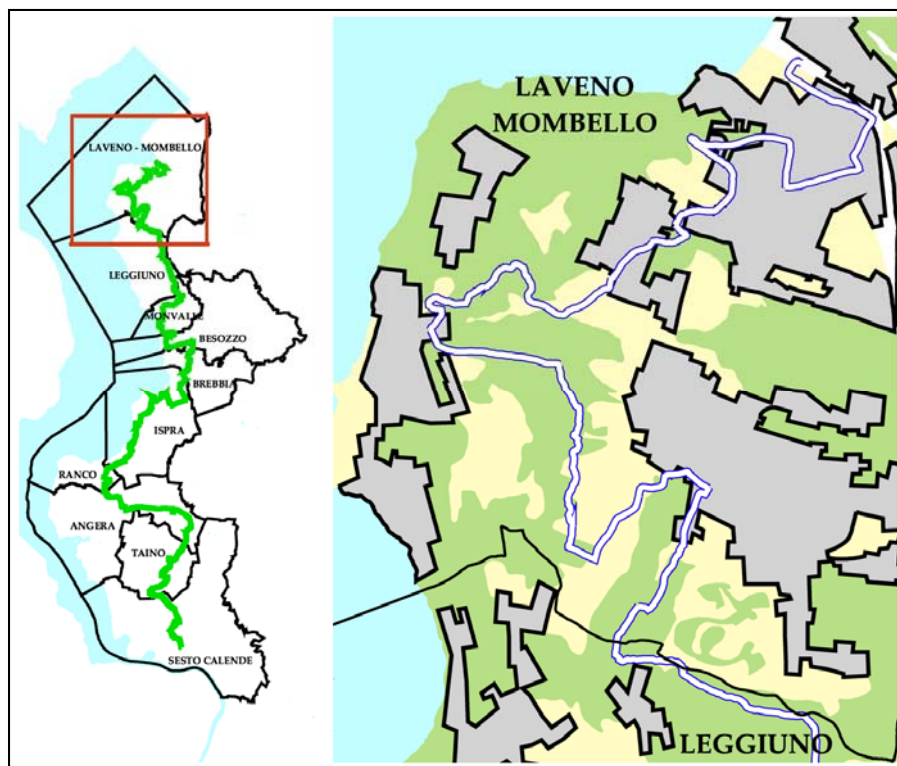 LAVENO - MOMBELLO
LEGGIUNO
MONVALLE
BESOZZO
BREBBIA
ISPRA
RANCO
ANGERA
TAINO
SESTO CALENDE
LAVENO
MOMBELLO
LEGGIUNO